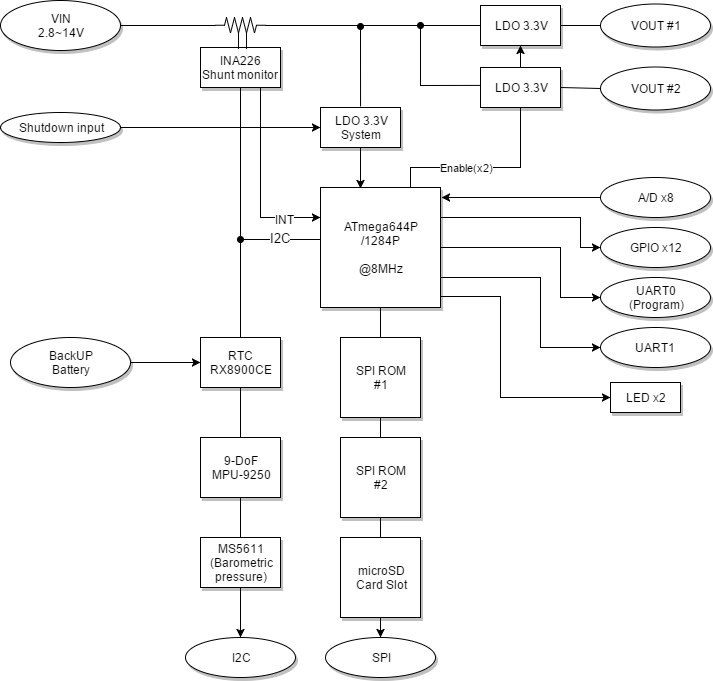 VIN
2.8~14V
LDO 3.3V
VOUT #1
INA226
Shunt monitor
LDO 3.3V
VOUT #2
Shutdown input
LDO 3.3V
System
Enable(x2)
A/D x8
INT
I2C
ATmega644P
/1284P
@8MHz
GPIO x12
UART0
(Program)
UART1
BackUP
Battery
RTC
RX8900CE
SPI ROM
#1
LED x2
9-DoF
MPU-9250
SPI ROM
#2
MS5611
(Barometric
pressure)
microSD
Card Slot
I2C
SPI